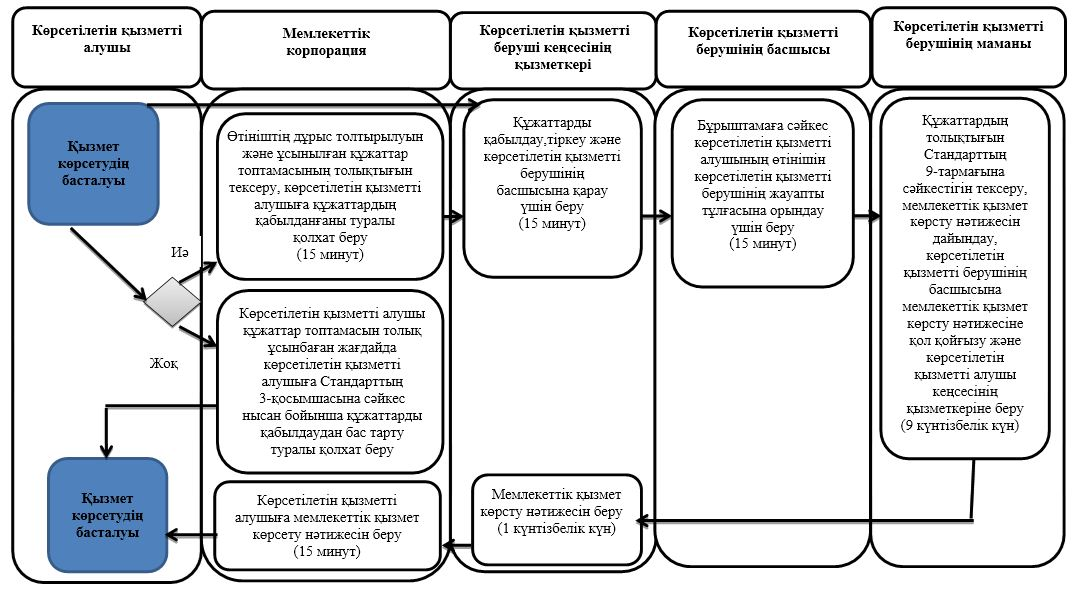 Көрсетілетін қызметті
алушы
Мемлекеттік
корпорация
Көрсетілетін қызметті
беруші кеңсесінің
қызметкері
Көрсетілетін қызметті
берушінің басшысы
Көрсетілетін қызметті
берушінің маманы
Қызмет
көрсетудің
басталуы
Иә
Жоқ
Өтініштің дұрыс толтырылуын
және ұсынылған құжаттар
топтамасының толықтығын
тексеру, көрсетілетін қызметті
алушыға құжаттардың
қабылданғаны туралы
қолхат беру
(15 минут)
Құжаттарды
қабылдау,тіркеу және
көрсетілетін қызметті
берушінің
басшысына қарау
үшін беру
(15 минут)
Бұрыштамаға сәйкес
көрсетілетін қызметті
алушының өтінішін
көрсетілетін қызметті
берушінің жауапты
тұлғасына орындау
үшін беру
(15 минут)
Құжаттардың
толықтығын
Стандарттың
9-тармағына
сәйкестігін тексеру,
мемлекеттік қызмет
көрсту нәтижесін
дайындау,
көрсетілетін
қызметті берушінің
басшысына
мемлекеттік қызмет
көрсту нәтижесіне
қол қойғызу және
көрсетілетін
қызметті алушы
кеңсесінің
қызметкеріне беру
(9 күнтізбелік күн)
Көрсетілетін қызметті алушы
құжаттар топтамасын толық
ұсынбаған жағдайда
көрсетілетін қызметті
алушыға Стандарттың
3-қосымшасына сәйкес
нысан бойынша құжаттарды
қабылдаудан бас тарту
туралы қолхат беру
Мемлекеттік қызмет
көрсту нәтижесін беру
(1 күнтізбелік күн)
Көрсетілетін қызметті
алушыға мемлекеттік қызмет
көрсету нәтижесін беру
(15 минут)
Қызмет
көрсетудің
басталуы